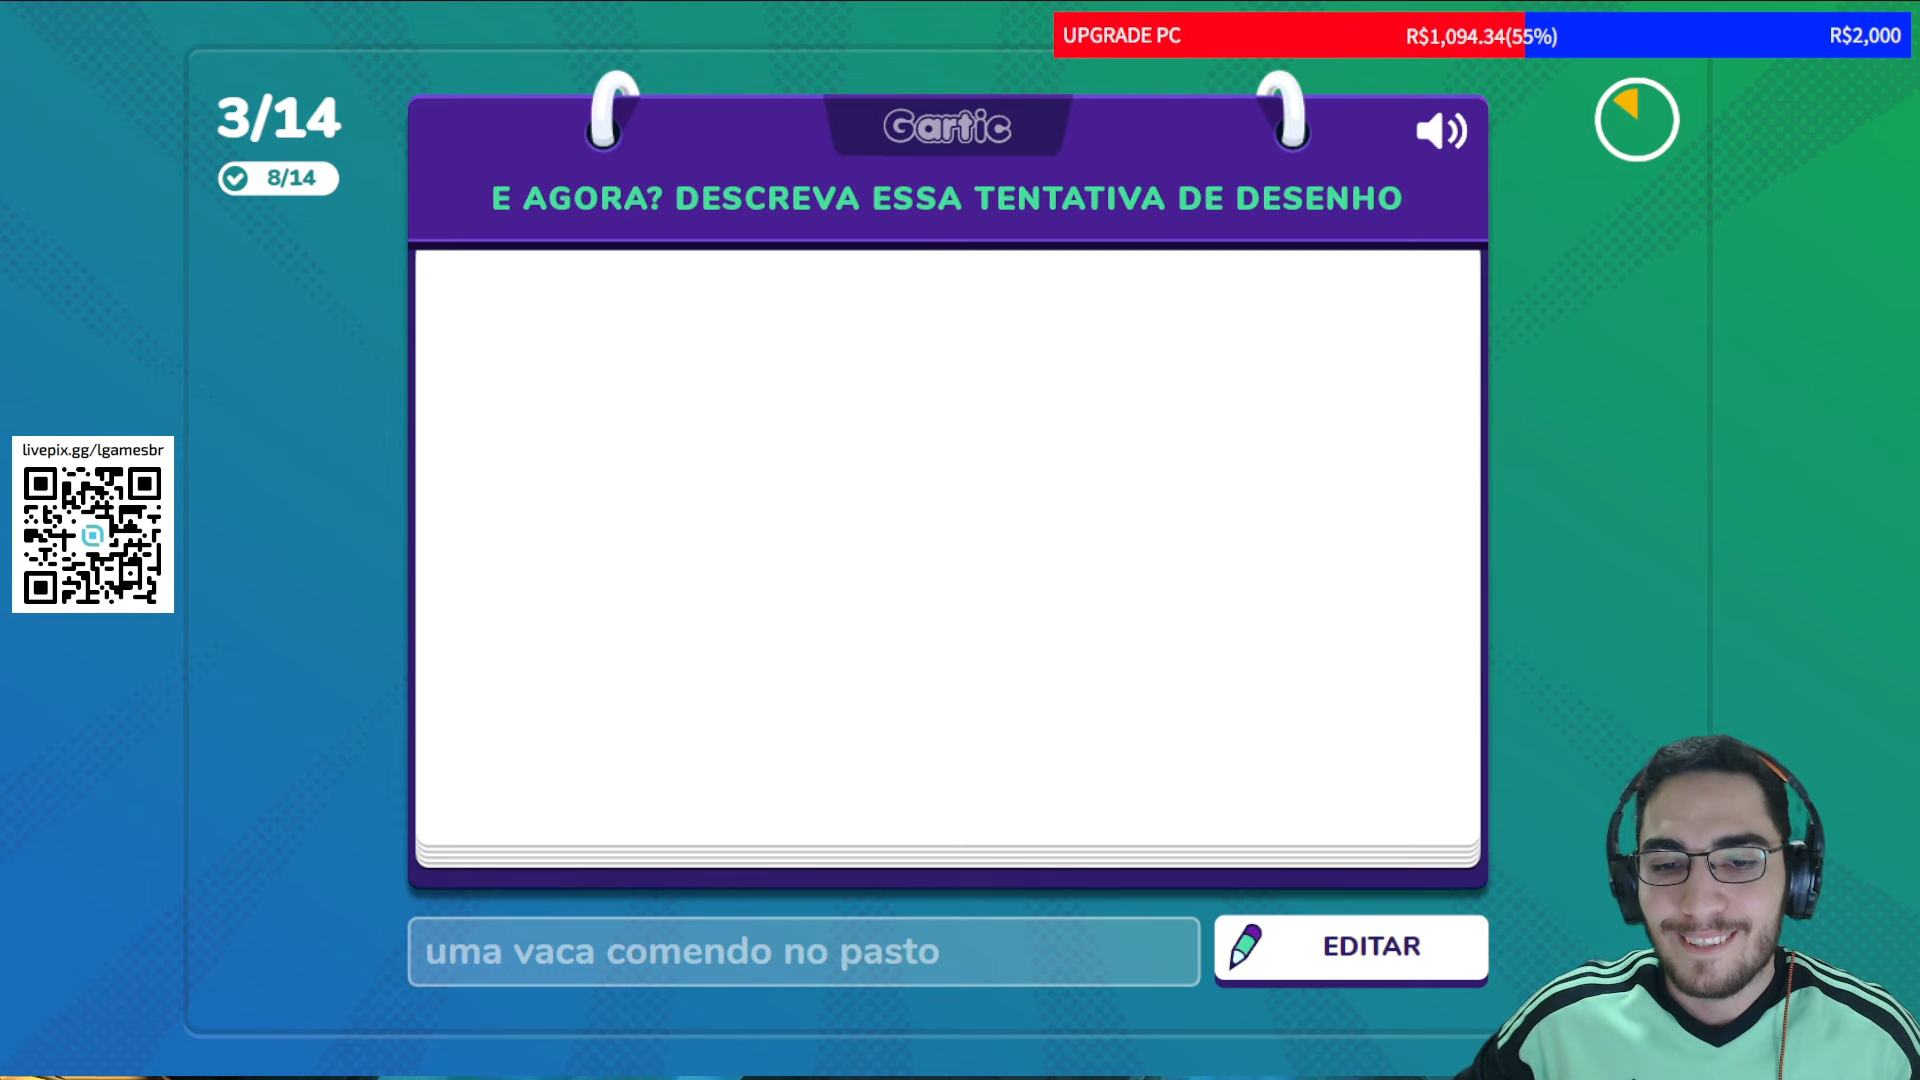 UPGRADE PC R$1,094.34(55%) R$2,000
3/14
8/14
Gartic
E AGORA? DESCREVA ESSA TENTATIVA DE DESENHO
livepix.gg/lgamesbr
uma vaca comendo no pasto
EDITAR